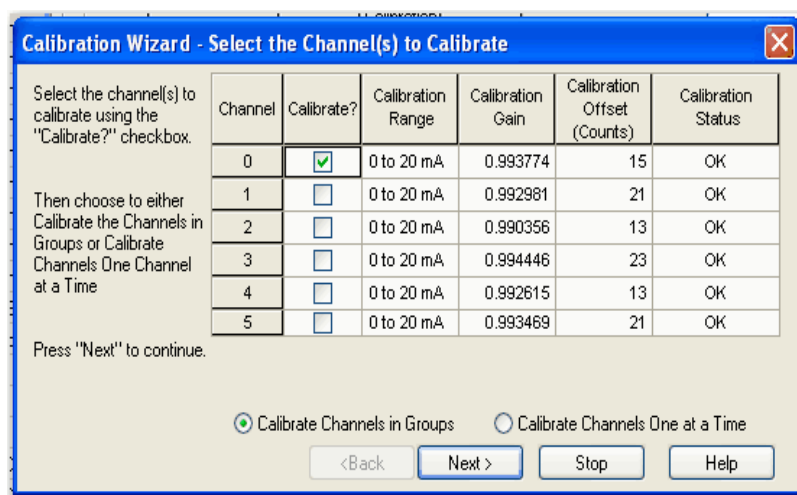 Calibration Wizard - Select the Channel(s) to Calibrate
Select the channel(s) to
calibrate using the
"Calibrate?" checkbox.
Then choose to either
Calibrate the Channels in
Groups or Calibrate
Channels One Channel
at a Time
Press "Next" to continue.
Channel Calibrate? Calibration Range Calibration Gain Calibration Offset (Counts) Calibration Status
0 0 to 20 mA 0.993774 15 OK
1 0 to 20 mA 0.992981 21 OK
2 0 to 20 mA 0.990356 13 OK
3 0 to 20 mA 0.994446 23 OK
4 0 to 20 mA 0.992615 13 OK
5 0 to 20 mA 0.993469 21 OK
Calibrate Channels in Groups Calibrate Channels One at a Time
<Back Next > Stop Help